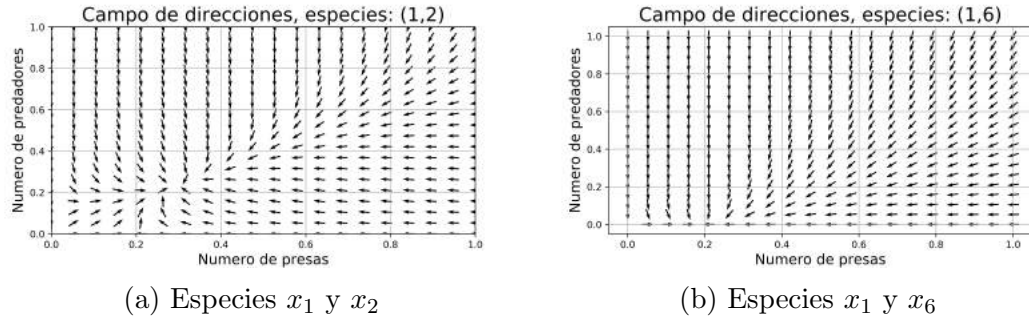 Campo de direcciones, especies: (1,2)
Numero de predadores
1.0
0.8
0.6
0.4
0.2
0.0
0.0 0.2 0.4 0.6 0.8 1.0
Numero de presas
(a) Especies x₁ y x₂
Campo de direcciones, especies: (1,6)
Numero de predadores
1.0
0.8
0.6
0.4
0.2
0.0
0.0 0.2 0.4 0.6 0.8 1.0
Numero de presas
(b) Especies x₁ y x₆